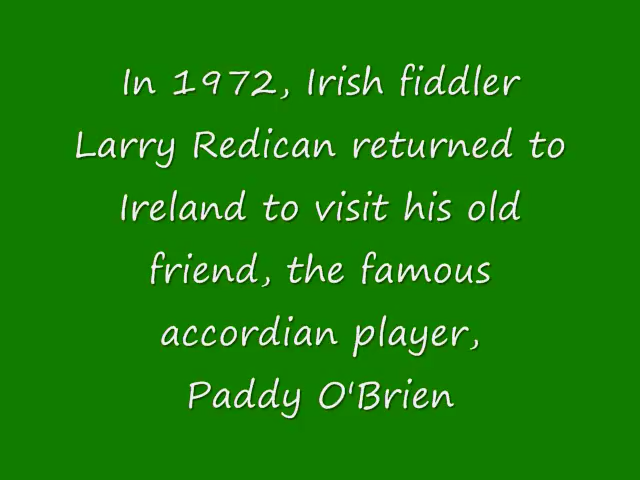 In 1972, Irish fiddler
Larry Redican returned to
Ireland to visit his old
friend, the famous
accordian player,
Paddy O'Brien